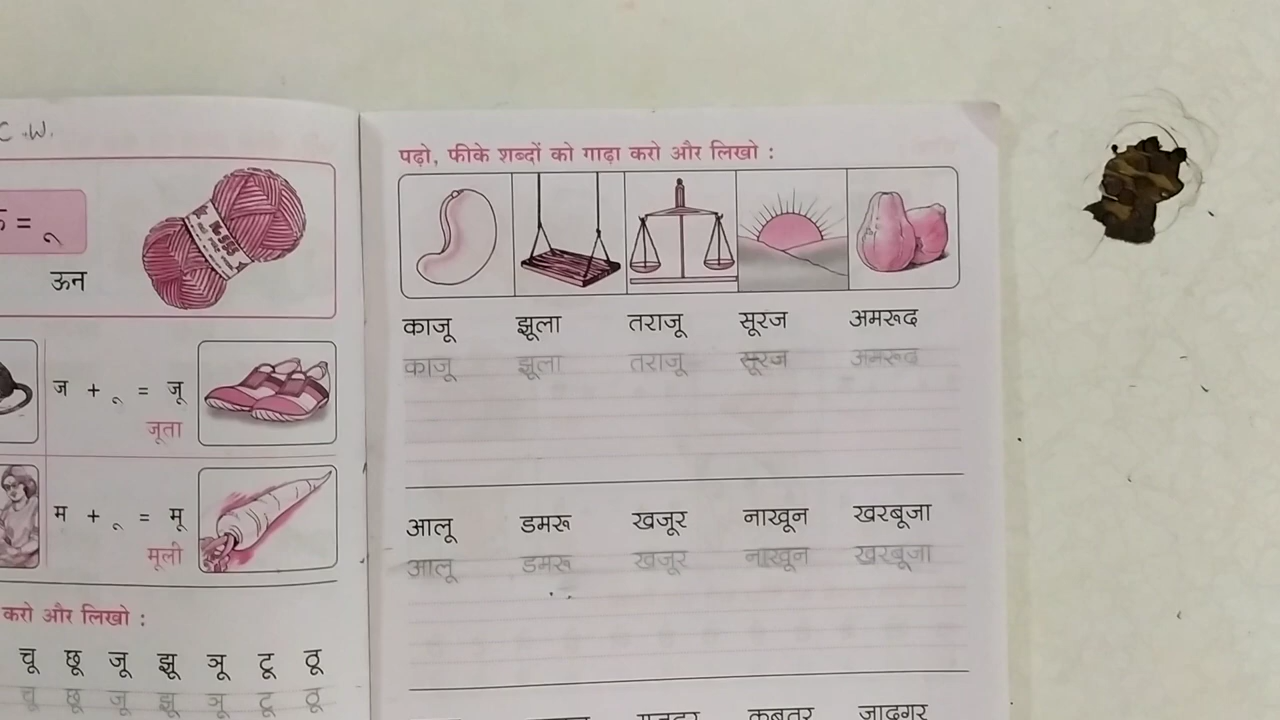 C.W.
= ू
ऊन
ज + ू = जू
जूता
म + ू = मू
मूली
करो और लिखो :
चू छू जू झू ञू टू ठू
चू छू जू झू ञू टू ठू
पढ़ो, फीके शब्दों को गाढ़ा करो और लिखो :
काजू झूला तराजू सूरज अमरूद
काजू झूला तराजू सूरज अमरूद
आलू डमरू खजूर नाखून खरबूजा
आलू डमरू खजूर नाखून खरबूजा
कबूतर जादूगर